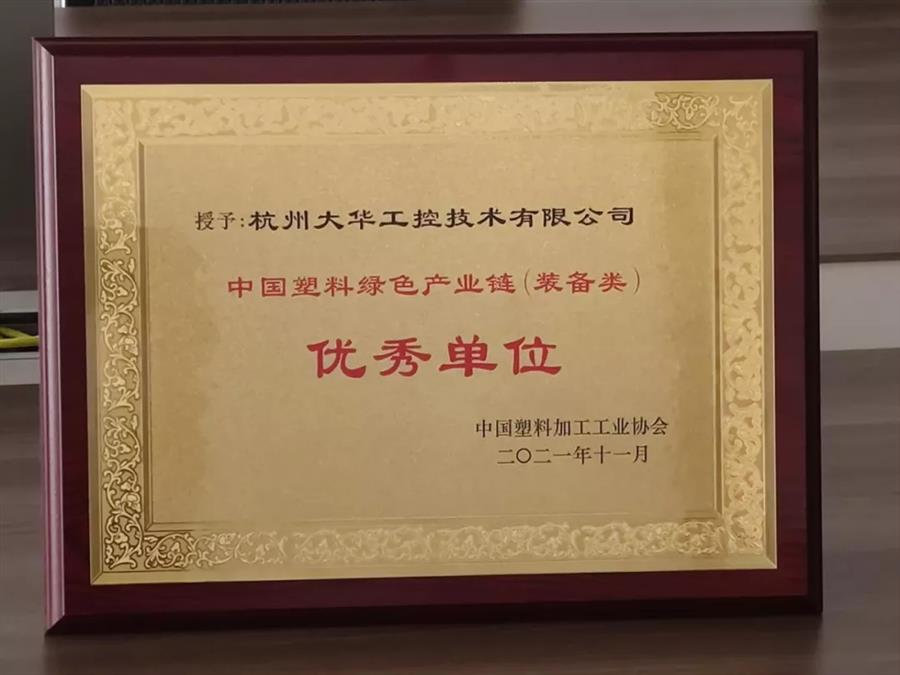 授予:杭州大华工控技术有限公司
中国塑料绿色产业链(装备类)
优秀单位
中国塑料加工工业协会
二〇二一年十一月